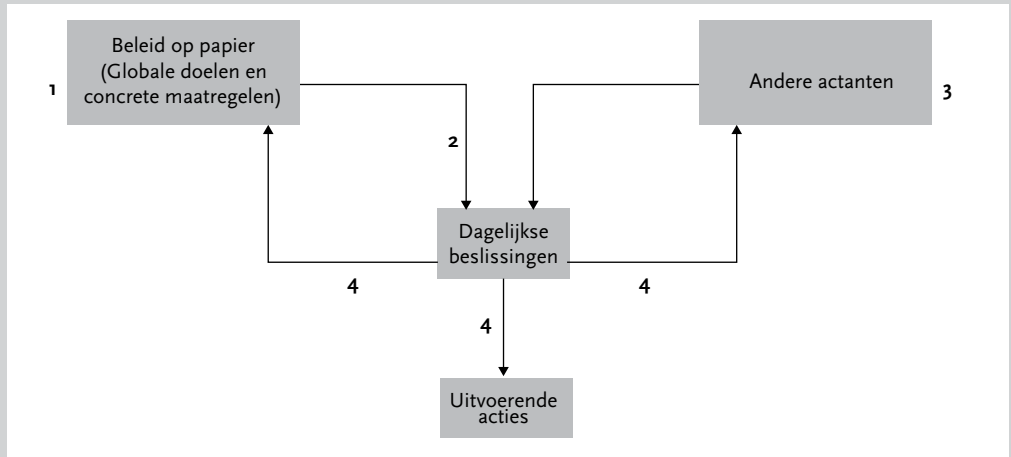 Beleid op papier
(Globale doelen en
concrete maatregelen)
1
Andere actanten
3
2
Dagelijkse
beslissingen
4
4
4
Uitvoerende
acties